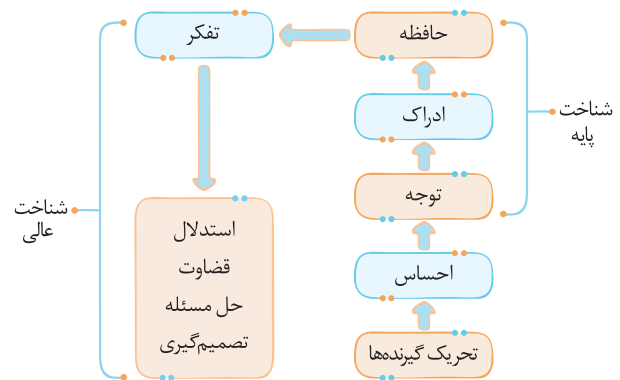 حافظه
تفکر
ادراک
شناخت
پایه
توجه
شناخت
عالی
استدلال
قضاوت
حل مسئله
تصمیم‌گیری
احساس
تحریک گیرنده‌ها